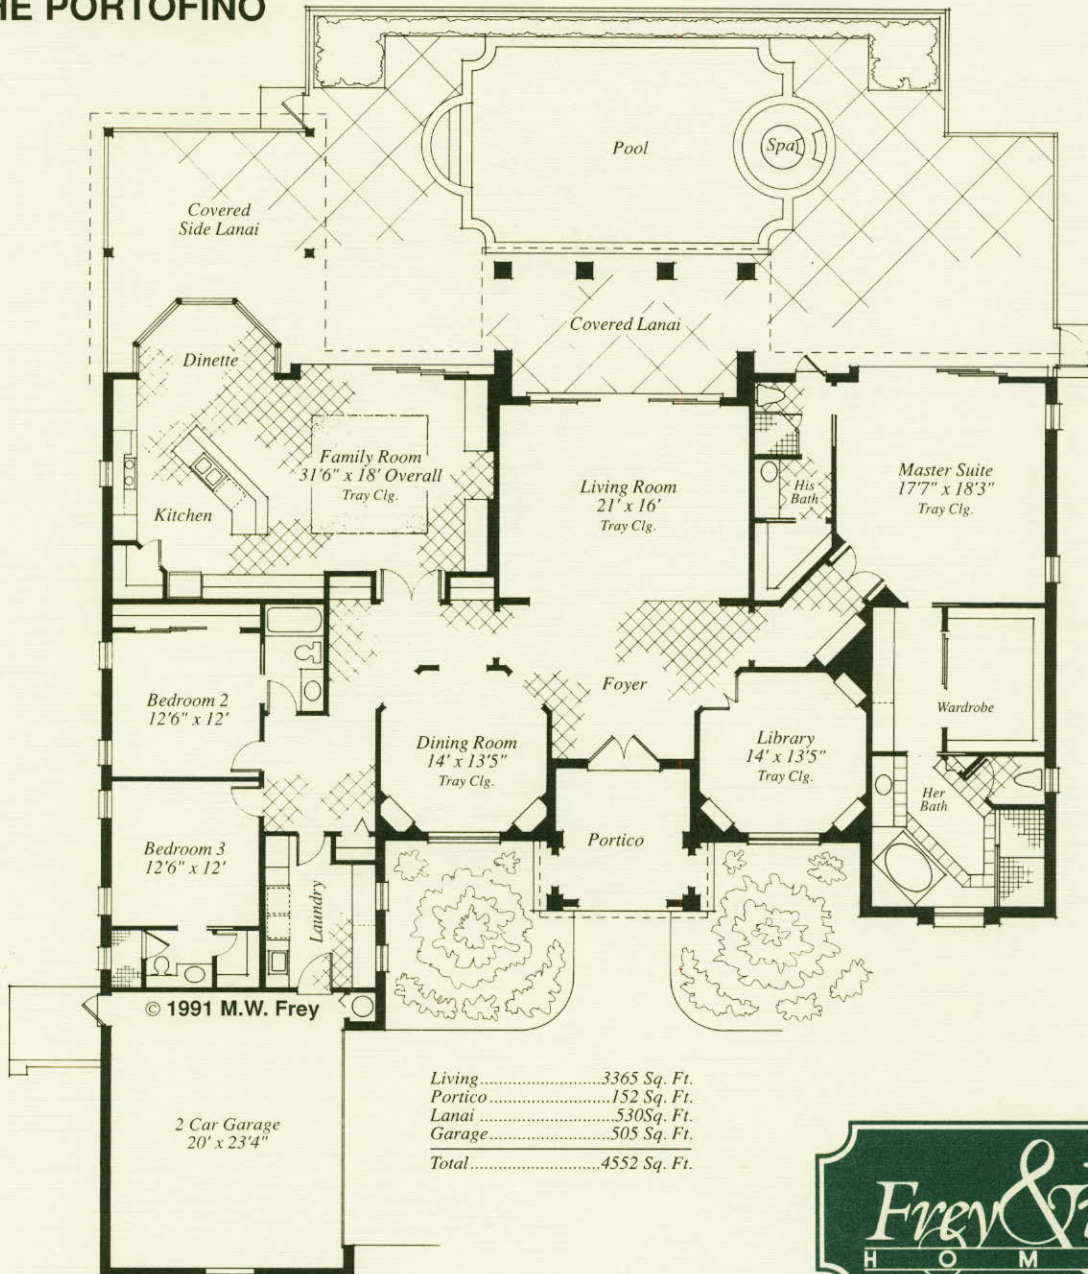 THE PORTOFINO
Pool
Spa
Covered
Side Lanai
Covered Lanai
Dinette
Family Room
31'6" x 18' Overall
Tray Clg.
Kitchen
Living Room
21' x 16'
Tray Clg.
His
Bath
Master Suite
17'7" x 18'3"
Tray Clg.
Bedroom 2
12'6" x 12'
Foyer
Wardrobe
Dining Room
14' x 13'5"
Tray Clg.
Library
14' x 13'5"
Tray Clg.
Her
Bath
Portico
Bedroom 3
12'6" x 12'
Laundry
© 1991 M.W. Frey
2 Car Garage
20' x 23'4"
Living..........................3365 Sq. Ft.
Portico..........................152 Sq. Ft.
Lanai .............................530Sq. Ft.
Garage...........................505 Sq. Ft.
Total............................4552 Sq. Ft.
Frey &
H O M